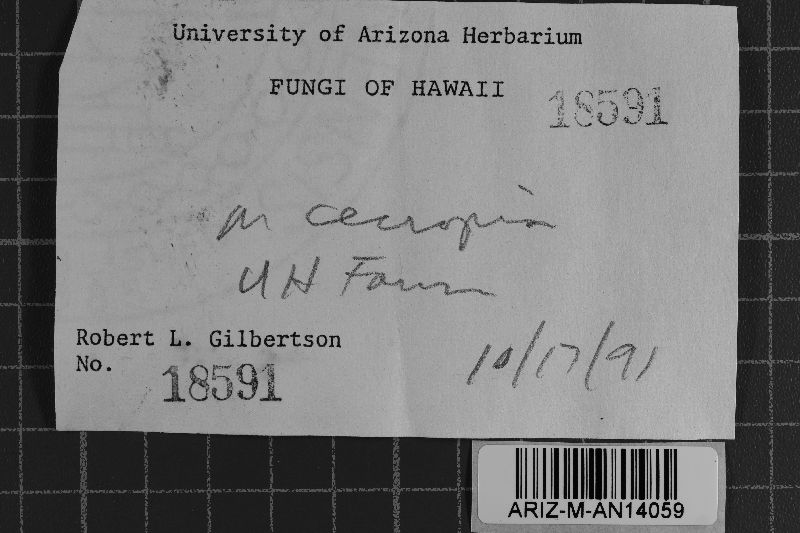 University of Arizona Herbarium
FUNGI OF HAWAII
18591
on cecropia
UH Farm
Robert L. Gilbertson
No. 18591
10/17/91
ARIZ-M-AN14059